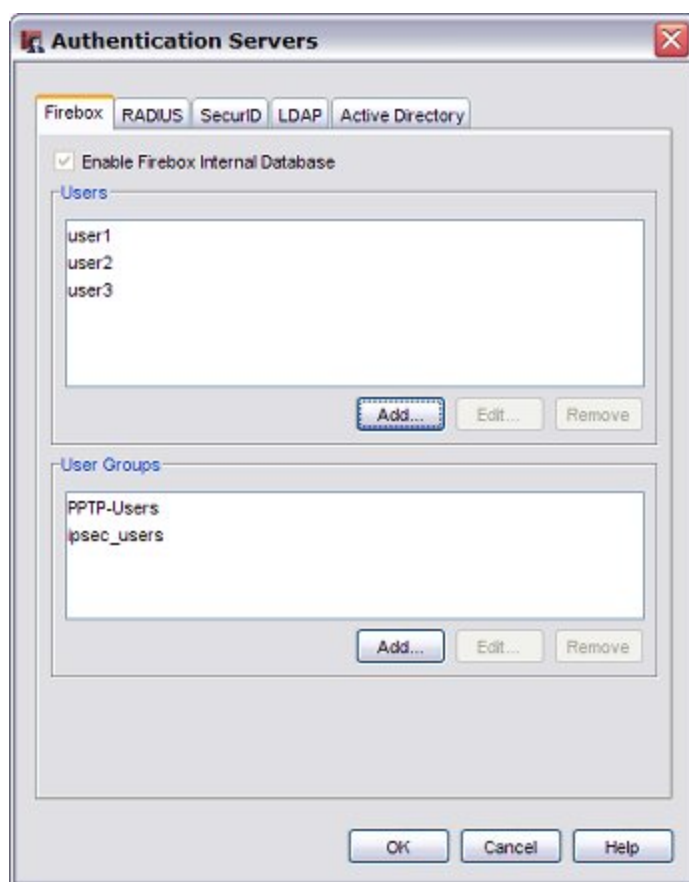 Authentication Servers
Firebox RADIUS SecurID LDAP Active Directory
Enable Firebox Internal Database
Users
user1
user2
user3
Add... Edit... Remove
User Groups
PPTP-Users
ipsec_users
Add... Edit... Remove
OK Cancel Help